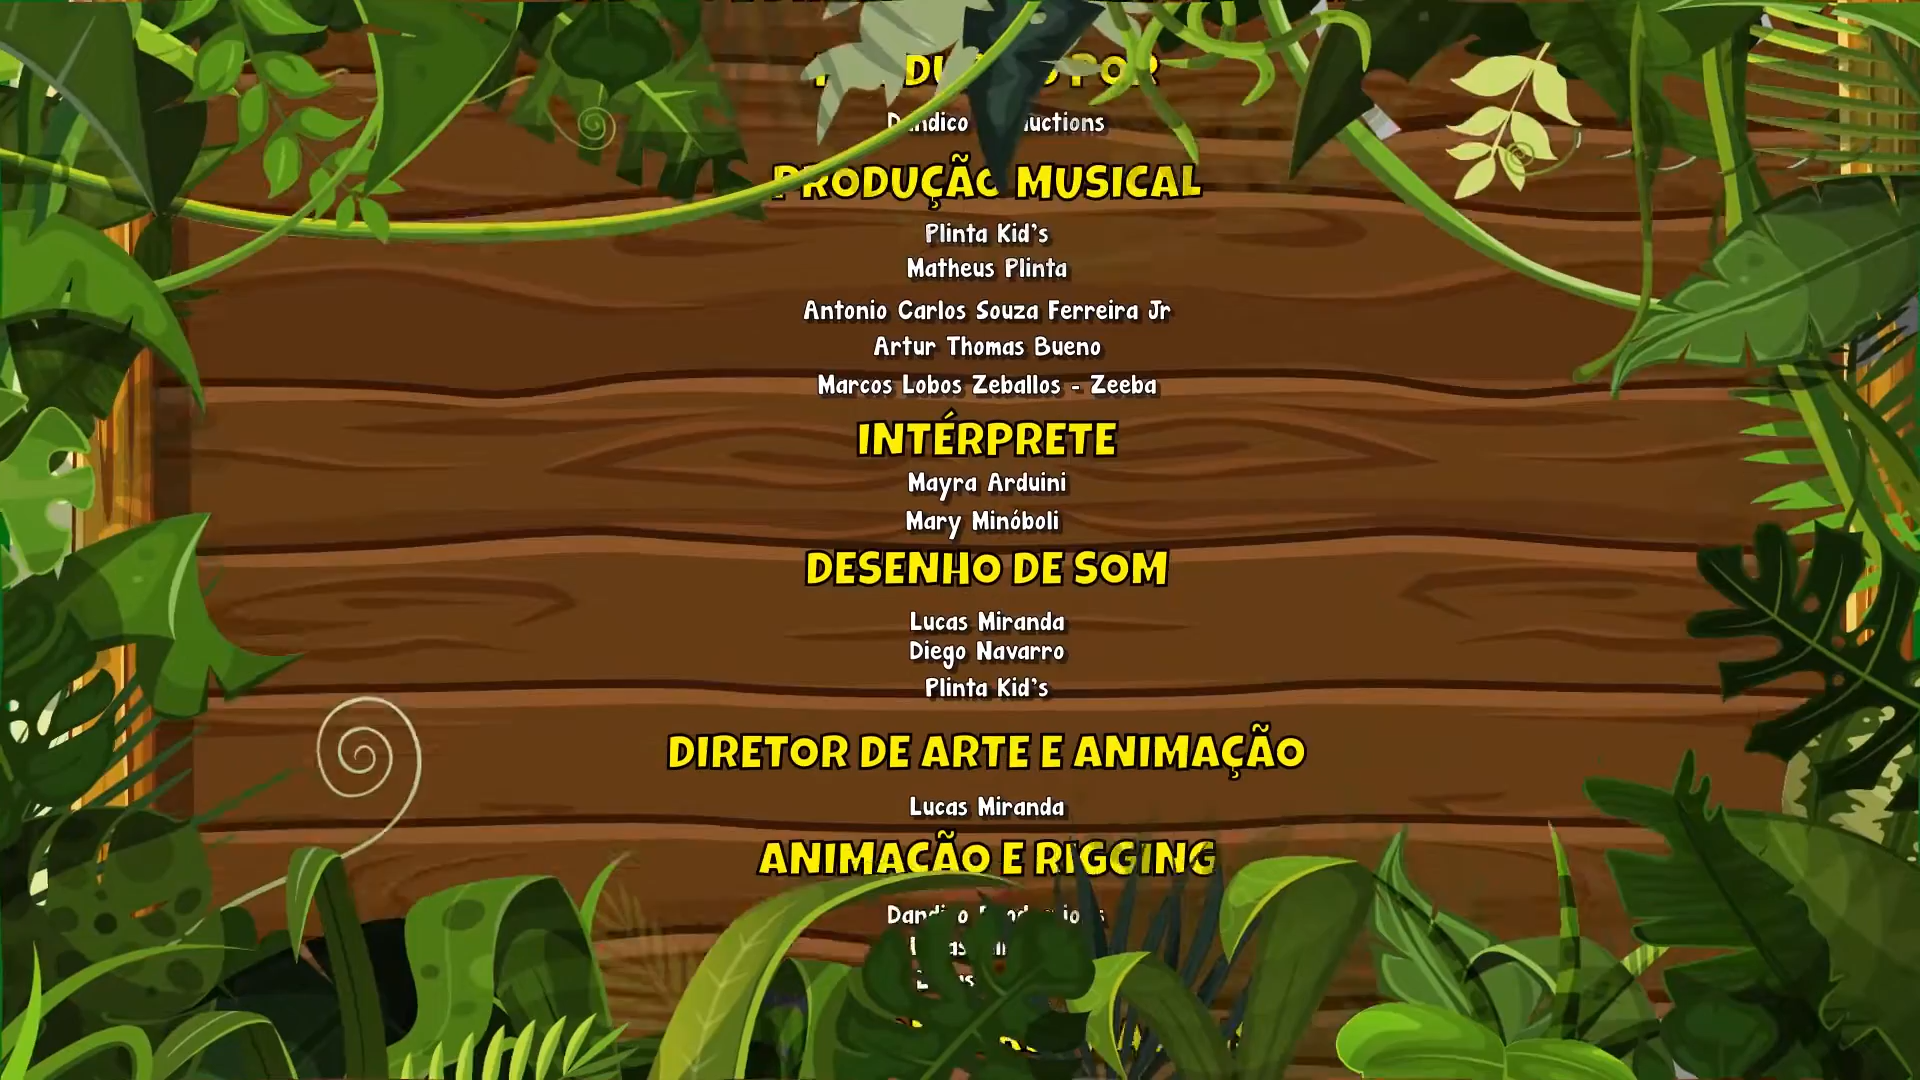 POR
PRODUÇÃO MUSICAL
Plinta Kid's
Matheus Plinta
Antonio Carlos Souza Ferreira Jr
Artur Thomas Bueno
Marcos Lobos Zeballos - Zeeba
INTÉRPRETE
Mayra Arduini
Mary Minóboli
DESENHO DE SOM
Lucas Miranda
Diego Navarro
Plinta Kid's
DIRETOR DE ARTE E ANIMAÇÃO
Lucas Miranda
ANIMAÇÃO E RIGGING